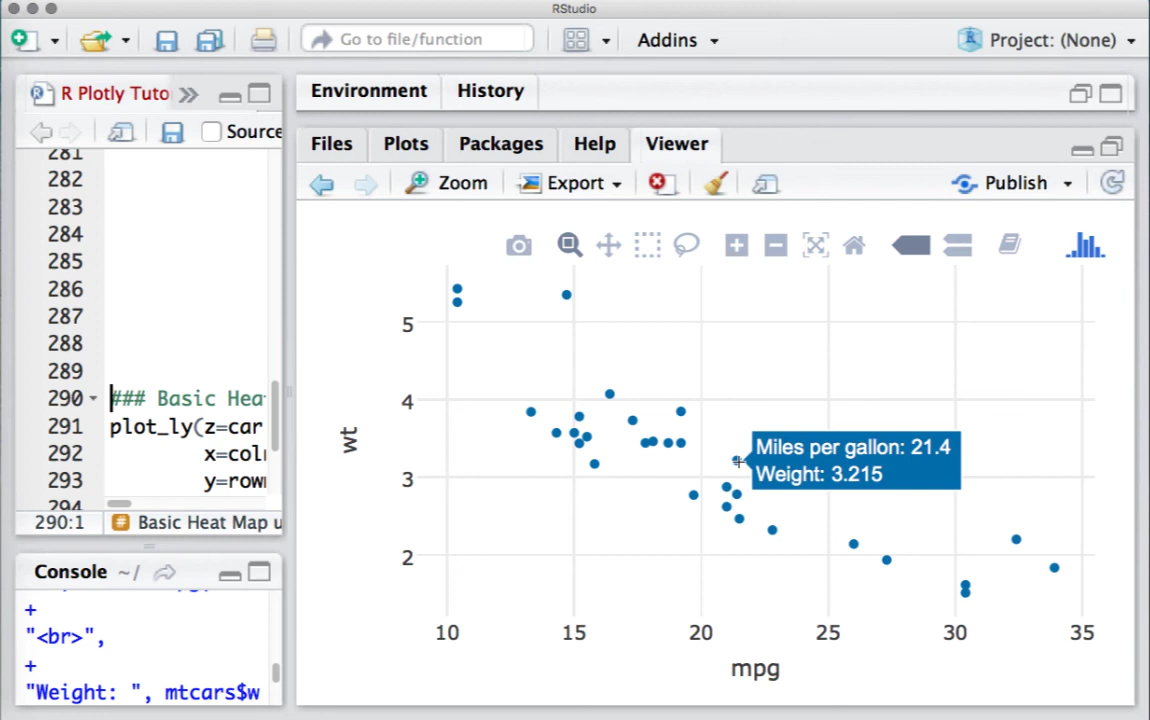 RStudio
Go to file/function
Addins
Project: (None)
R Plotly Tuto
Source
281
282
283
284
285
286
287
288
289
290 ### Basic Hea
291 plot_ly(z=car
292 x=col
293 y=row
294
290:1
# Basic Heat Map u
Console ~/
+
"<br>",
+
"Weight: ", mtcars$w
Environment
History
Files
Plots
Packages
Help
Viewer
Zoom
Export
Publish
5
4
3
2
wt
Miles per gallon: 21.4
Weight: 3.215
10 15 20 25 30 35
mpg